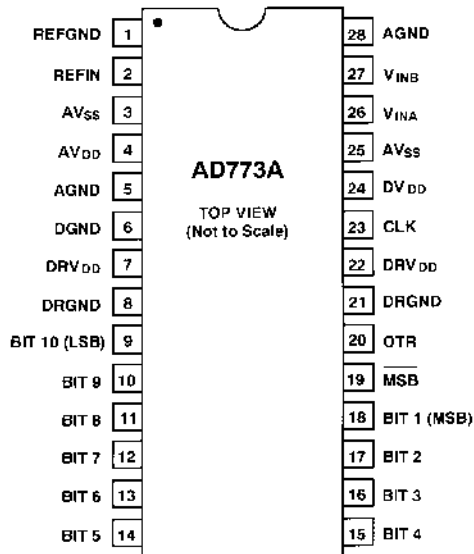 REFGND 1
REFIN 2
AVSS 3
AVDD 4
AGND 5
DGND 6
DRVDD 7
DRGND 8
BIT 10 (LSB) 9
BIT 9 10
BIT 8 11
BIT 7 12
BIT 6 13
BIT 5 14
AD773A
TOP VIEW
(Not to Scale)
28 AGND
27 VINB
26 VINA
25 AVSS
24 DVDD
23 CLK
22 DRVDD
21 DRGND
20 OTR
19 M̅S̅B̅
18 BIT 1 (MSB)
17 BIT 2
16 BIT 3
15 BIT 4